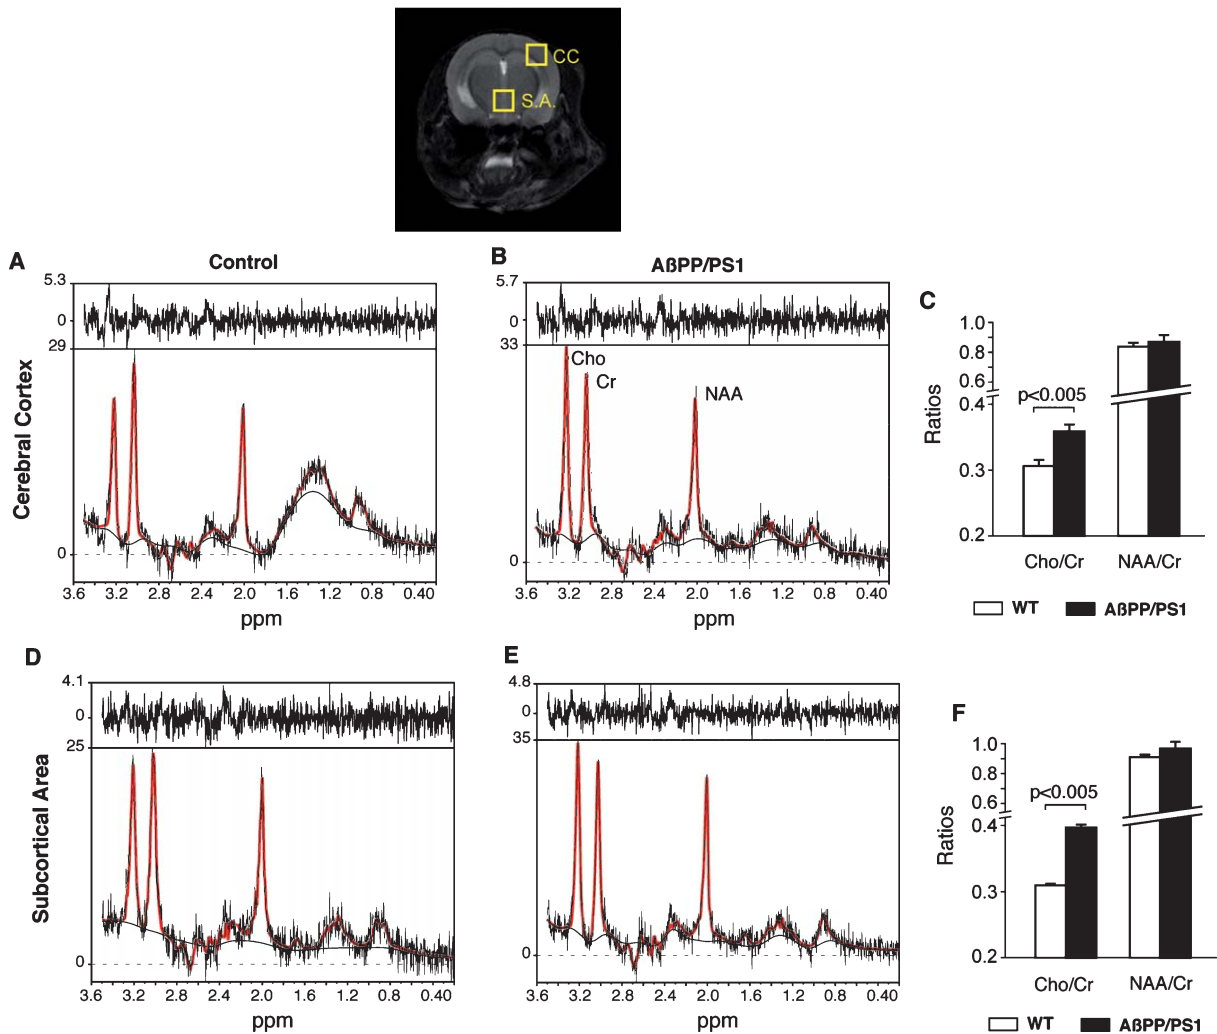 CC
S.A.
A
Control
B
AßPP/PS1
C
Cerebral Cortex
5.3
0
29
0
3.6 3.2 2.8 2.4 2.0 1.6 1.2 0.8 0.40
ppm
5.7
0
33
0
Cho
Cr
NAA
3.6 3.2 2.8 2.4 2.0 1.6 1.2 0.8 0.40
ppm
Ratios
1.0
0.8
0.6
0.4
0.3
0.2
p<0.005
Cho/Cr NAA/Cr
WT AßPP/PS1
D
E
F
Subcortical Area
4.1
0
25
0
3.6 3.2 2.8 2.4 2.0 1.6 1.2 0.8 0.40
ppm
4.8
0
35
0
3.6 3.2 2.8 2.4 2.0 1.6 1.2 0.8 0.40
ppm
Ratios
1.0
0.8
0.6
0.4
0.3
0.2
p<0.005
Cho/Cr NAA/Cr
WT AßPP/PS1